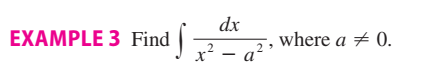 EXAMPLE 3 Find ∫ dx / (x² − a²), where a ≠ 0.